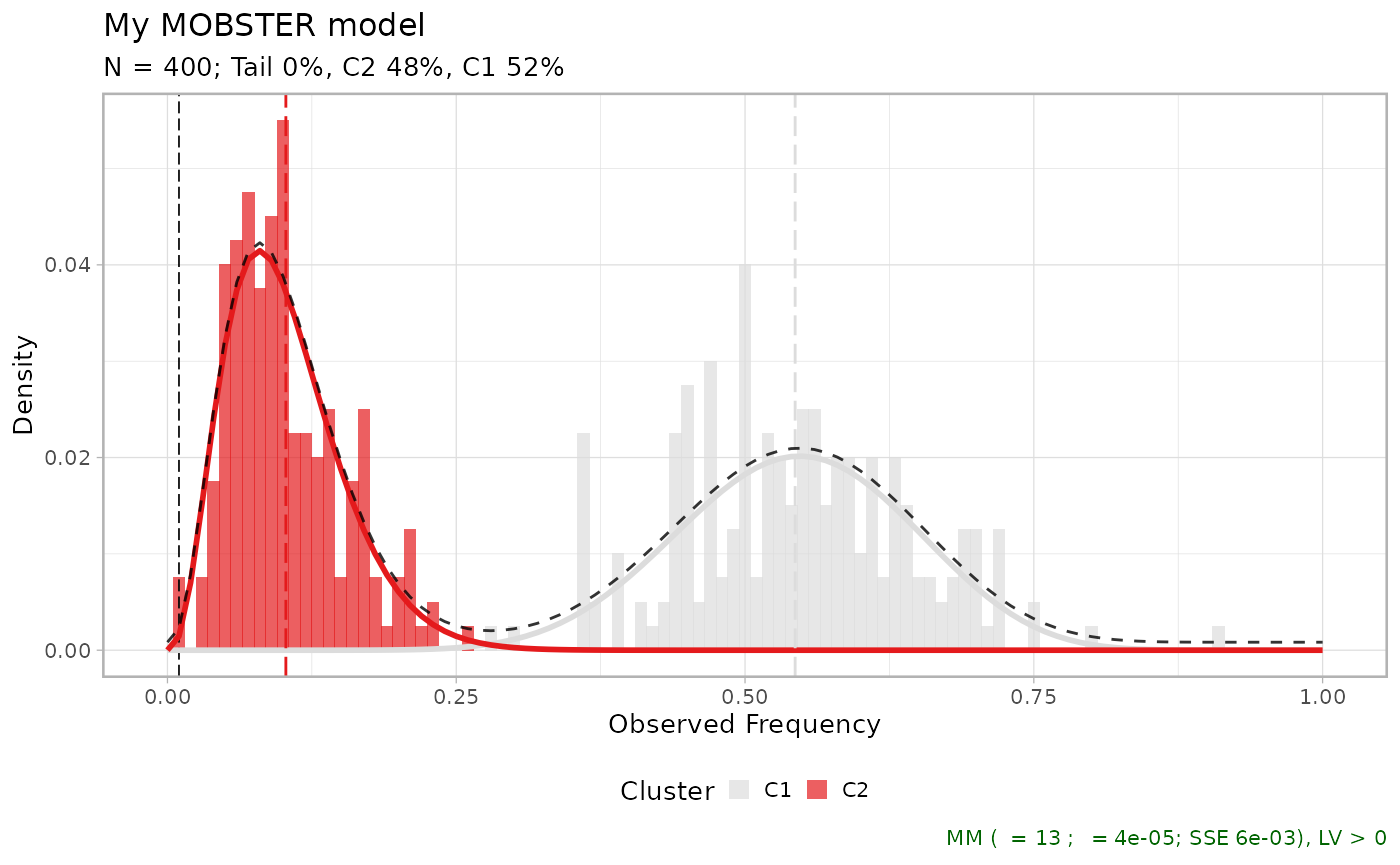 My MOBSTER model
N = 400; Tail 0%, C2 48%, C1 52%
Density
0.04
0.02
0.00
0.00 0.25 0.50 0.75 1.00
Observed Frequency
Cluster C1 C2
MM ( = 13 ; = 4e-05; SSE 6e-03), LV > 0